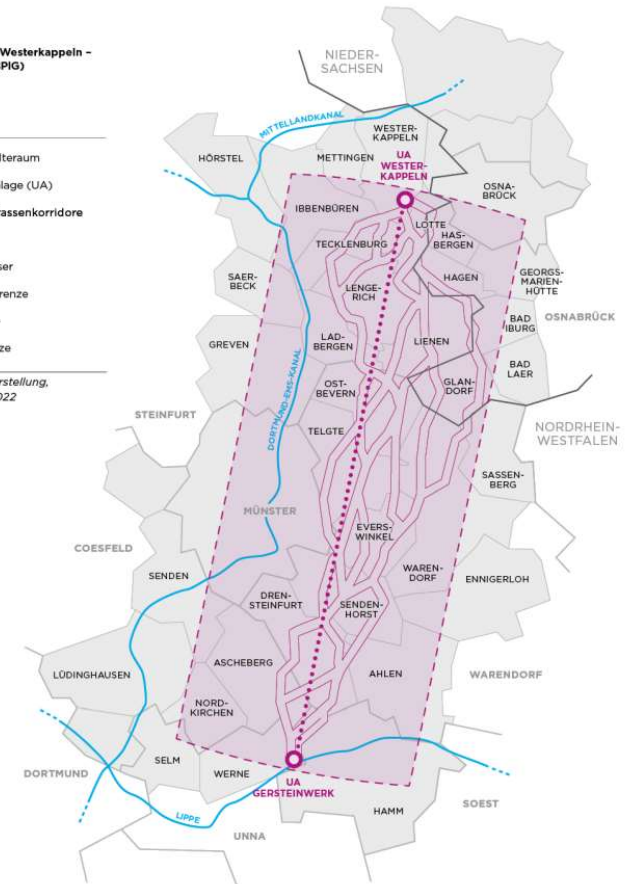 Westerkappeln –
PlG)
lteraum
lage (UA)
rassenkorridore
ser
renze
ze
rstellung,
022
NIEDER-
SACHSEN
MITTELLANDKANAL
WESTER-
KAPPELN
HÖRSTEL
METTINGEN
UA
WESTER-
KAPPELN
OSNA-
BRÜCK
IBBENBÜREN
LOTTE
HAS-
BERGEN
TECKLENBURG
HAGEN
GEORGS-
MARIEN-
HÜTTE
SAER-
BECK
LENGE-
RICH
BAD
IBURG
OSNABRÜCK
GREVEN
LAD-
BERGEN
LIENEN
BAD
LAER
OST-
BEVERN
GLAN-
DORF
DORTMUND-EMS-KANAL
STEINFURT
TELGTE
NORDRHEIN-
WESTFALEN
SASSEN-
BERG
MÜNSTER
EVERS-
WINKEL
COESFELD
SENDEN
WAREN-
DORF
ENNIGERLOH
DREN-
STEINFURT
SENDEN-
HORST
ASCHEBERG
LÜDINGHAUSEN
AHLEN
WARENDORF
NORD-
KIRCHEN
DORTMUND
SELM
WERNE
UA
GERSTEINWERK
LIPPE
HAMM
SOEST
UNNA